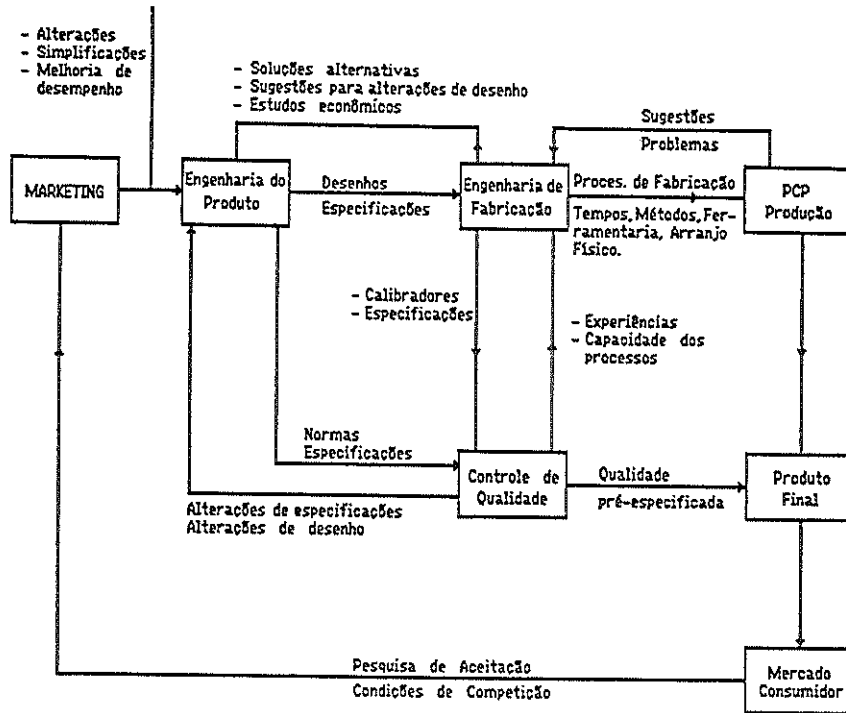 - Alterações
- Simplificações
- Melhoria de
desempenho
- Soluções alternativas
- Sugestões para alterações de desenho
- Estudos econômicos
Sugestões
Problemas
MARKETING
Engenharia do
Produto
Desenhos
Especificações
Engenharia de
Fabricação
Proces. de Fabricação
Tempos, Métodos, Fer-
ramentaria, Arranjo
Físico.
PCP
Produção
- Calibradores
- Especificações
- Experiências
- Capacidade dos
processos
Normas
Especificações
Controle de
Qualidade
Qualidade
pré-especificada
Produto
Final
Alterações de especificações
Alterações de desenho
Pesquisa de Aceitação
Condições de Competição
Mercado
Consumidor